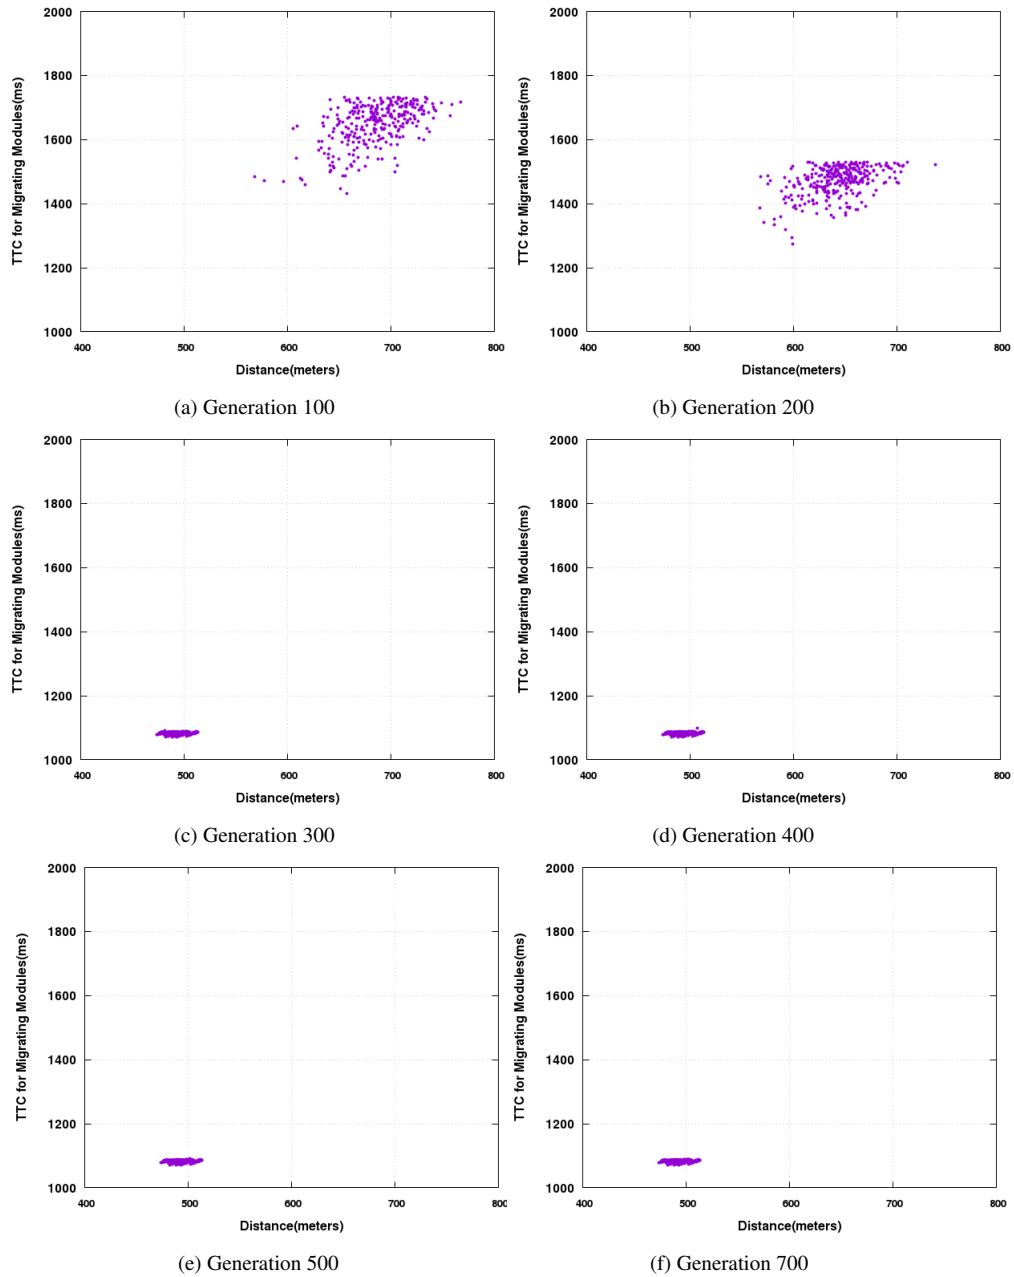 2000
1800
1600
1400
1200
1000
TTC for Migrating Modules(ms)
400 500 600 700 800
Distance(meters)
(a) Generation 100
2000
1800
1600
1400
1200
1000
TTC for Migrating Modules(ms)
400 500 600 700 800
Distance(meters)
(b) Generation 200
2000
1800
1600
1400
1200
1000
TTC for Migrating Modules(ms)
400 500 600 700 800
Distance(meters)
(c) Generation 300
2000
1800
1600
1400
1200
1000
TTC for Migrating Modules(ms)
400 500 600 700 800
Distance(meters)
(d) Generation 400
2000
1800
1600
1400
1200
1000
TTC for Migrating Modules(ms)
400 500 600 700 800
Distance(meters)
(e) Generation 500
2000
1800
1600
1400
1200
1000
TTC for Migrating Modules(ms)
400 500 600 700 800
Distance(meters)
(f) Generation 700